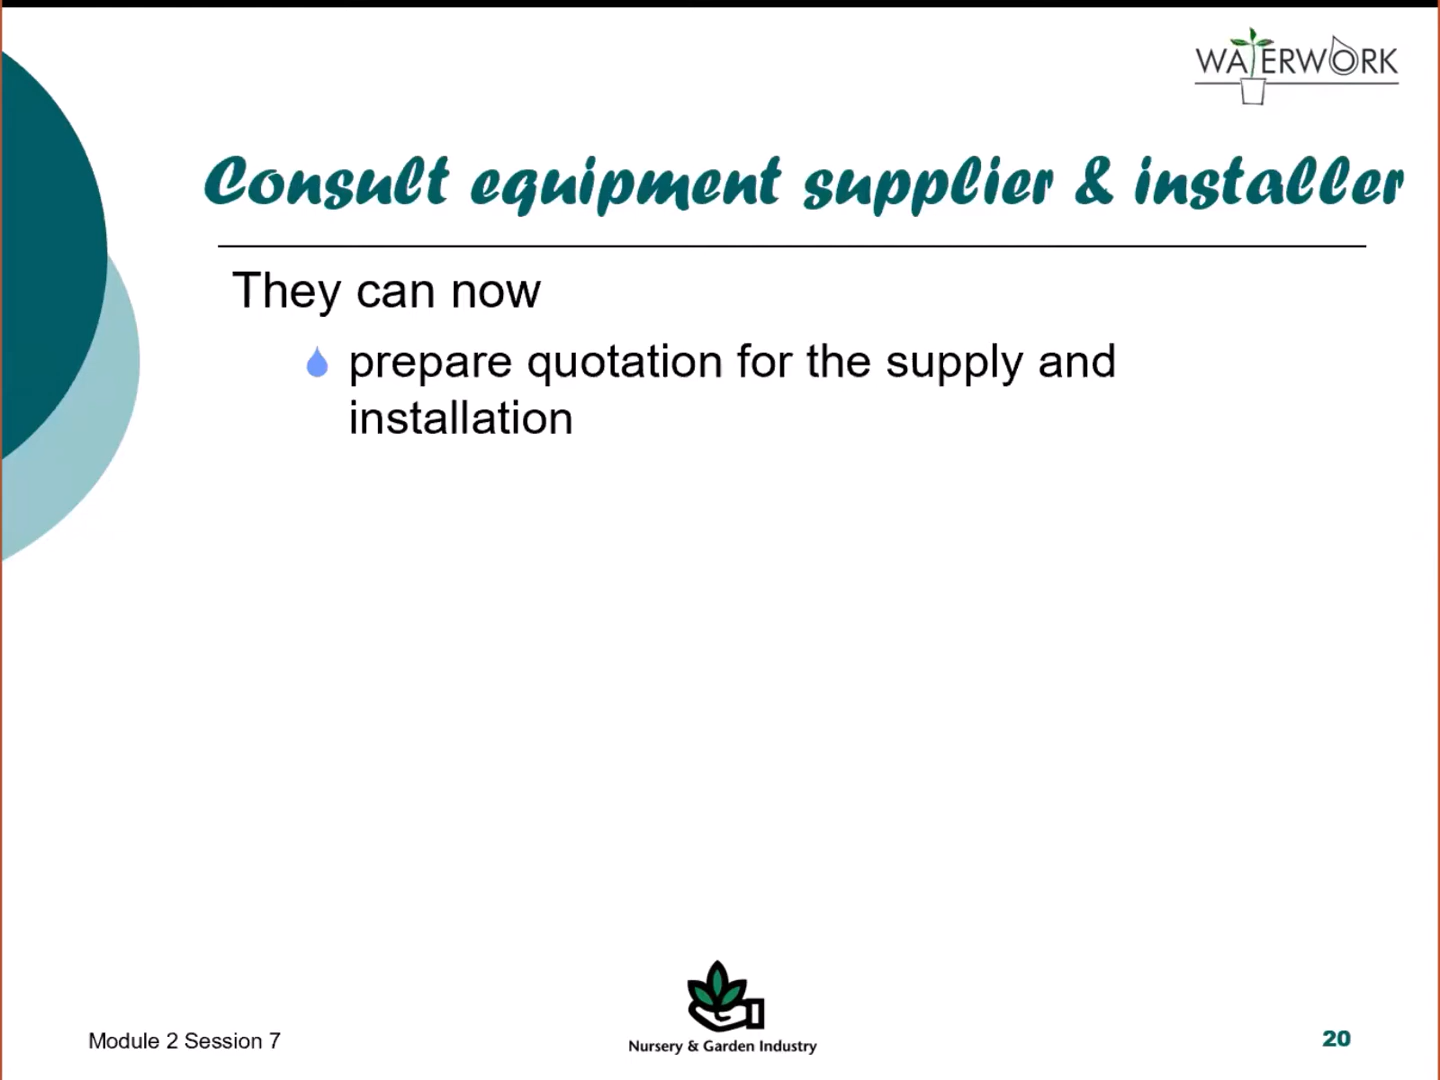 WATERWORK
Consult equipment supplier & installer
They can now
prepare quotation for the supply and
installation
Nursery & Garden Industry
Module 2 Session 7
20